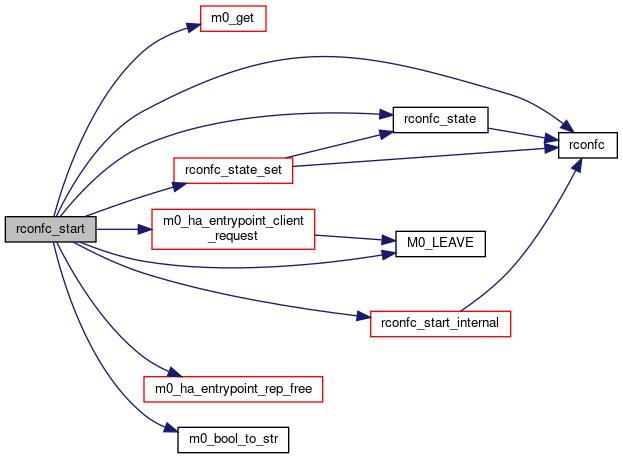 m0_get
rconfc_state
rconfc
rconfc_state_set
rconfc_start
m0_ha_entrypoint_client
_request
M0_LEAVE
rconfc_start_internal
m0_ha_entrypoint_rep_free
m0_bool_to_str